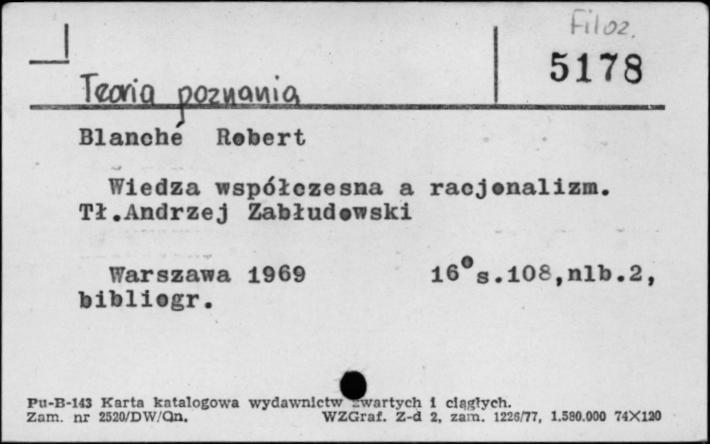 Filoz.
5178
Teoria poznania
Blanché Robert
Wiedza współczesna a racjonalizm.
Tł.Andrzej Zabłudowski
Warszawa 1969 16° s.108,nlb.2,
bibliogr.
Pu-B-143 Karta katalogowa wydawnictw zwartych i ciągłych.
Zam. nr 2520/DW/Qn. WZGraf. Z-d 2, zam. 1226/77, 1.580.000 74X120